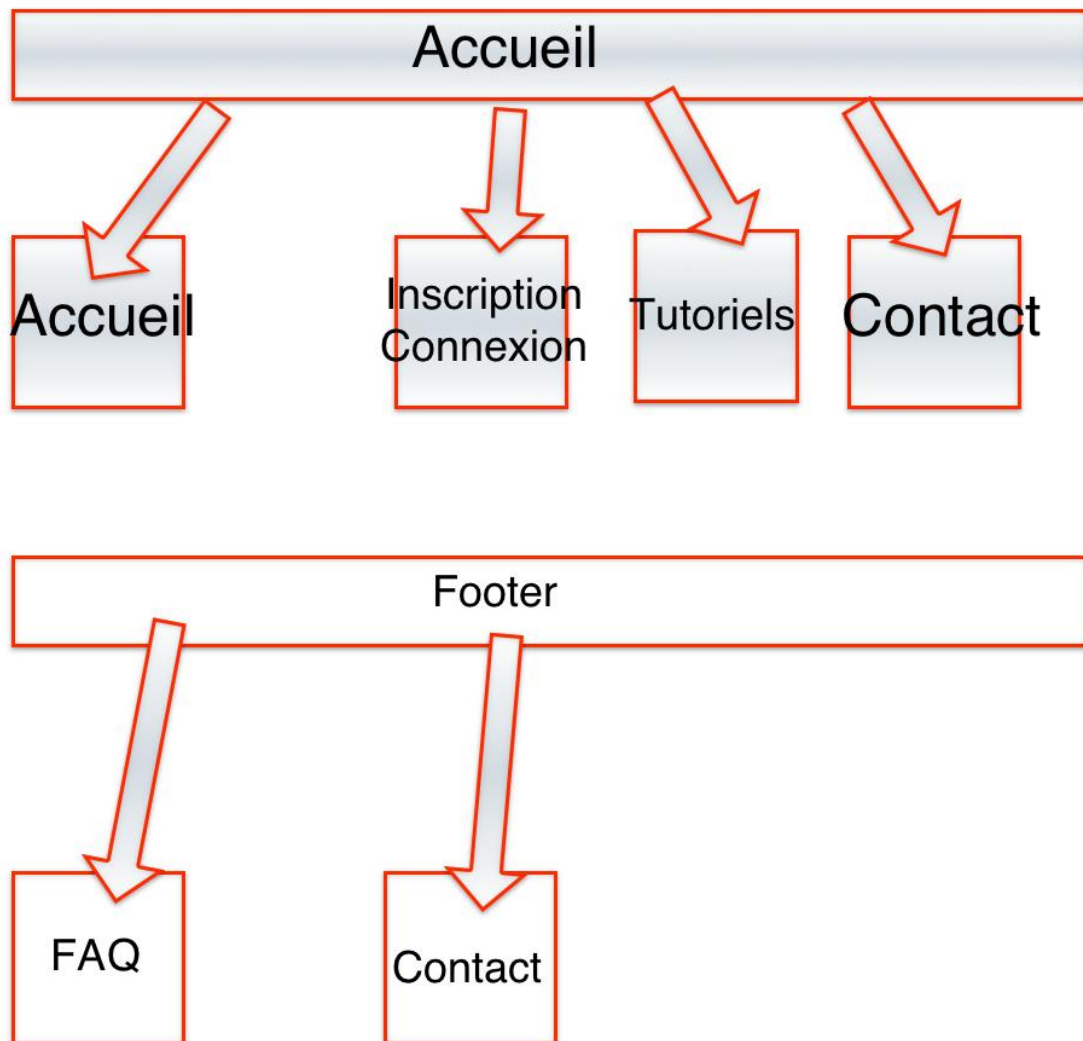 Accueil
Accueil
Inscription
Connexion
Tutoriels
Contact
Footer
FAQ
Contact